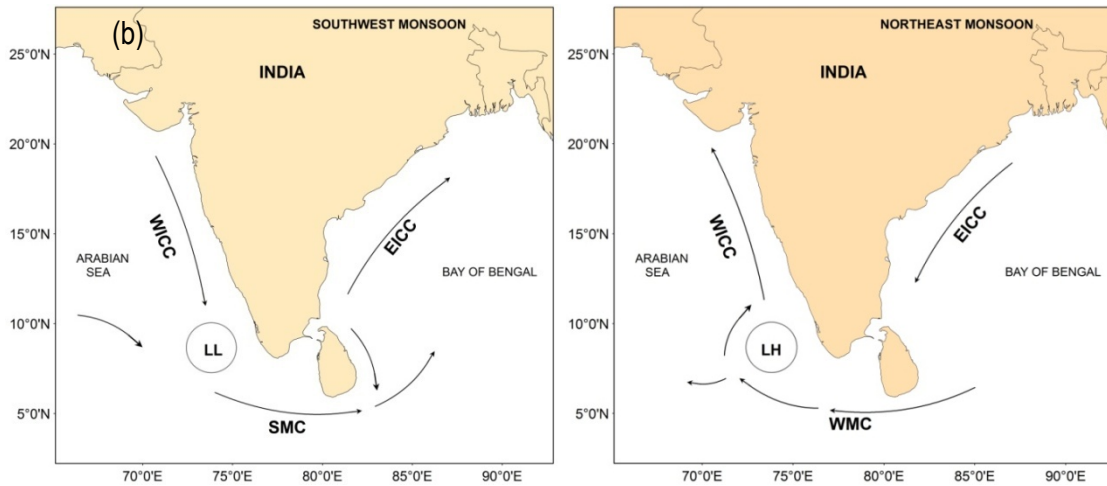 (b)
SOUTHWEST MONSOON
INDIA
25°0'N
20°0'N
15°0'N
10°0'N
5°0'N
WICC
EICC
ARABIAN
SEA
BAY OF BENGAL
LL
SMC
70°0'E
75°0'E
80°0'E
85°0'E
90°0'E
NORTHEAST MONSOON
INDIA
25°0'N
20°0'N
15°0'N
10°0'N
5°0'N
WICC
EICC
ARABIAN
SEA
BAY OF BENGAL
LH
WMC
70°0'E
75°0'E
80°0'E
85°0'E
90°0'E